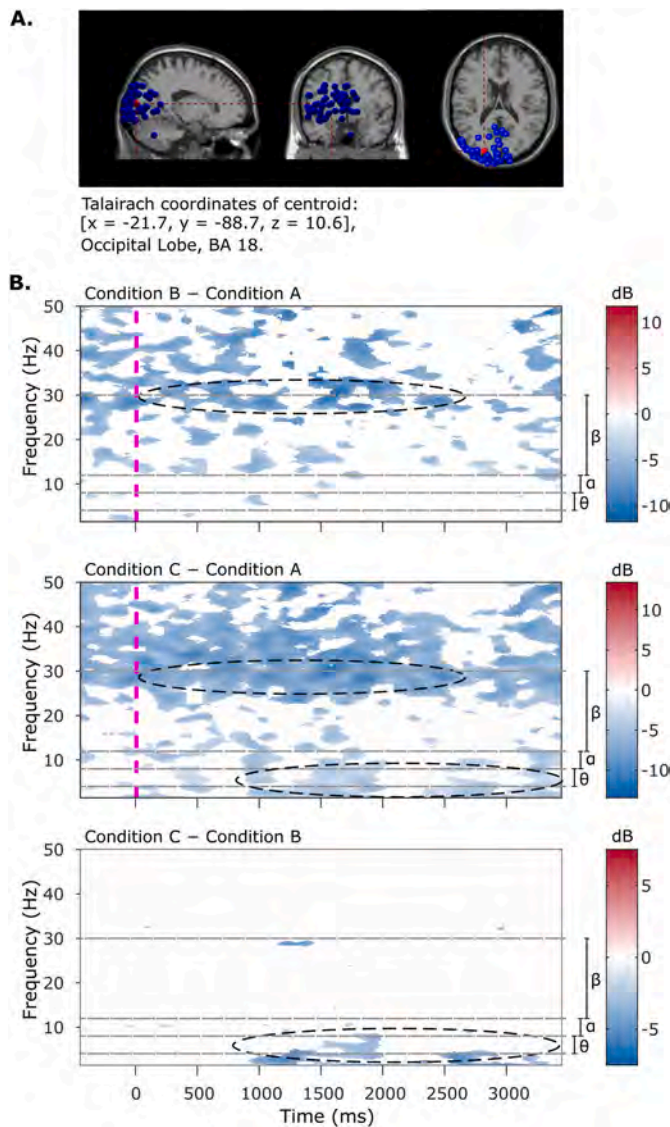 A.
Talairach coordinates of centroid:
[x = -21.7, y = -88.7, z = 10.6],
Occipital Lobe, BA 18.
B.
Condition B − Condition A
dB
50
40
30
20
10
Frequency (Hz)
β
α
θ
10
5
0
-5
-10
Condition C − Condition A
dB
50
40
30
20
10
Frequency (Hz)
β
α
θ
10
5
0
-5
-10
Condition C − Condition B
dB
50
40
30
20
10
Frequency (Hz)
β
α
θ
5
0
-5
0 500 1000 1500 2000 2500 3000
Time (ms)